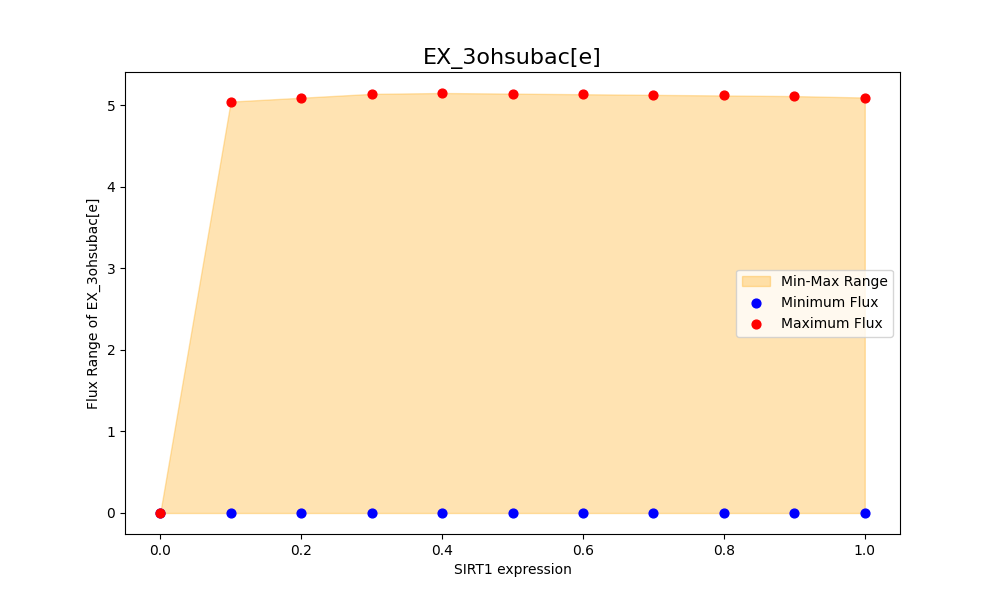 EX_3ohsubac[e]
Flux Range of EX_3ohsubac[e]
5
4
3
2
1
0
Min-Max Range
Minimum Flux
Maximum Flux
0.0 0.2 0.4 0.6 0.8 1.0
SIRT1 expression